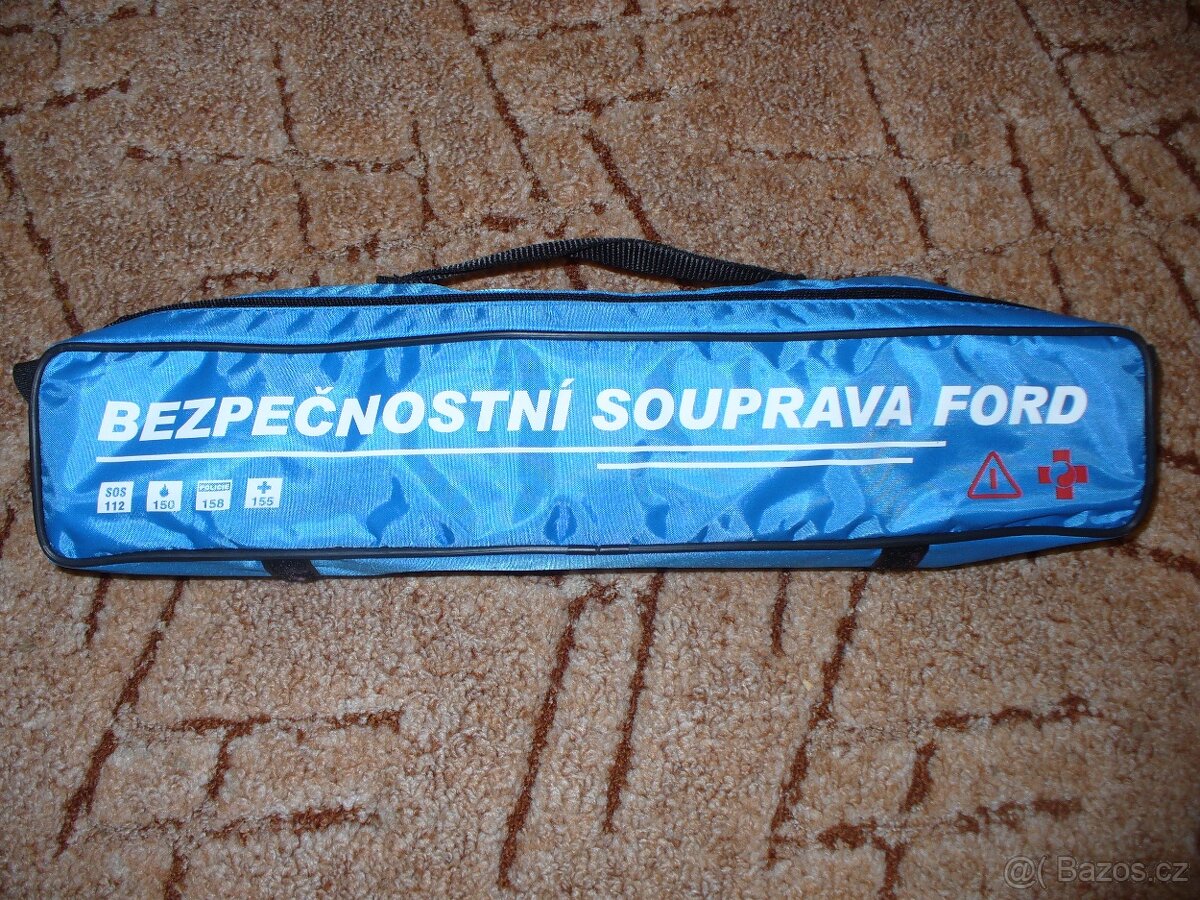 BEZPEČNOSTNÍ SOUPRAVA FORD
SOS 150 POLICIE 155
112 158
@( Bazos.cz